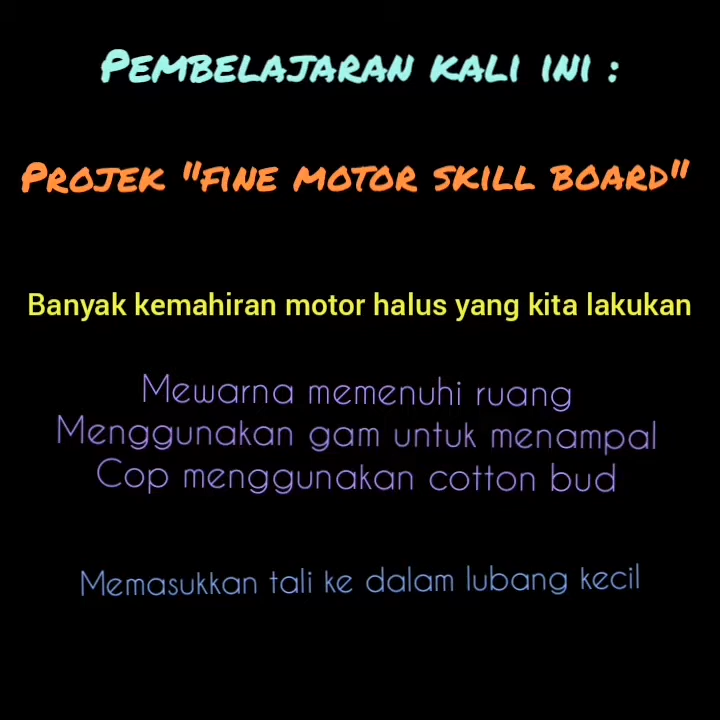 Pembelajaran kali ini :
Projek "fine motor skill board"
Banyak kemahiran motor halus yang kita lakukan
Mewarna memenuhi ruang
Menggunakan gam untuk menampal
Cop menggunakan cotton bud
Memasukkan tali ke dalam lubang kecil